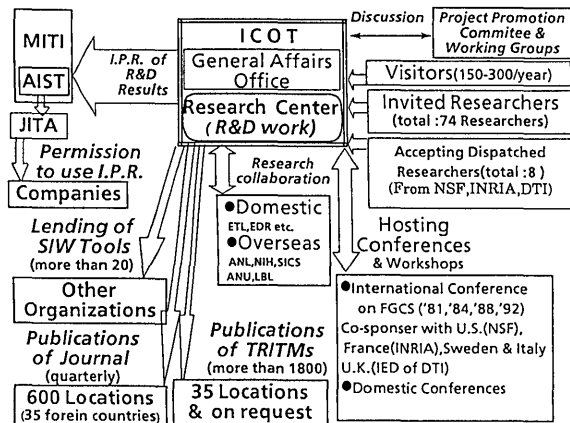 MITI
AIST
JITA
Permission
to use I.P.R.
Companies
I.P.R. of
R&D
Results
ICOT
General Affairs
Office
Research Center
(R&D work)
Discussion
Project Promotion
Commitee &
Working Groups
Visitors(150-300/year)
Invited Researchers
(total :74 Researchers)
Accepting Dispatched
Researchers(total :8 )
(From NSF,INRIA,DTI)
Research
collaboration
●Domestic
ETL,EDR etc.
●Overseas
ANL,NIH,SICS
ANU,LBL
Hosting
Conferences
& Workshops
●International Conference
on FGCS ('81,'84,'88,'92)
Co-sponser with U.S.(NSF),
France(INRIA),Sweden & Italy
U.K.(IED of DTI)
●Domestic Conferences
Lending of
S/W Tools
(more than 20)
Other
Organizations
Publications
of Journal
(quarterly)
600 Locations
(35 forein countries)
Publications
of TR/TMs
(more than 1800)
35 Locations
& on request